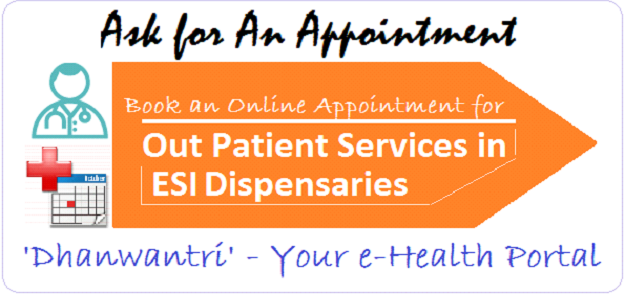 Ask for An Appointment
Book an Online Appointment for
Out Patient Services in
ESI Dispensaries
'Dhanwantri' - Your e-Health Portal